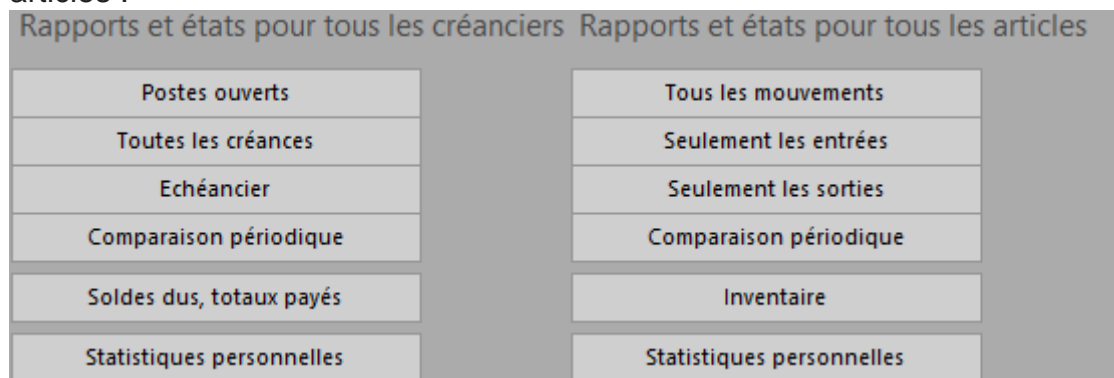 articles :
Rapports et états pour tous les créanciers
Postes ouverts
Toutes les créances
Echéancier
Comparaison périodique
Soldes dus, totaux payés
Statistiques personnelles
Rapports et états pour tous les articles
Tous les mouvements
Seulement les entrées
Seulement les sorties
Comparaison périodique
Inventaire
Statistiques personnelles